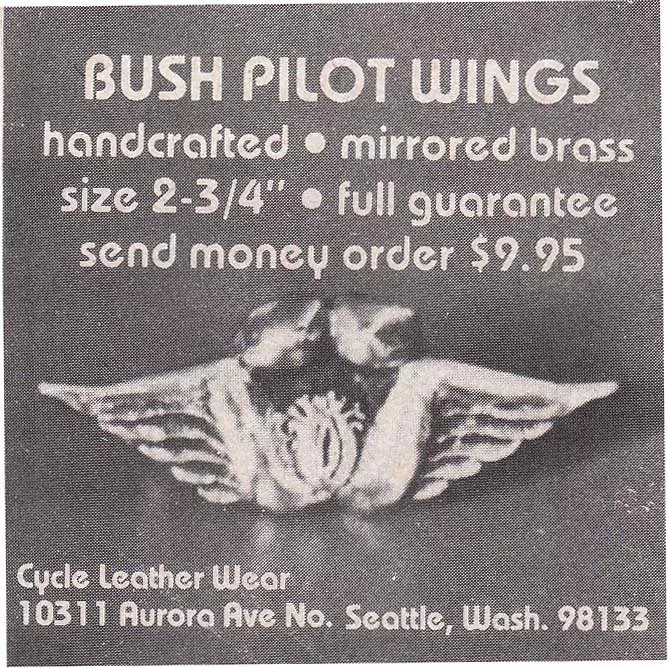 BUSH PILOT WINGS
handcrafted • mirrored brass
size 2-3/4" • full guarantee
send money order $9.95
Cycle Leather Wear
10311 Aurora Ave No. Seattle, Wash. 98133